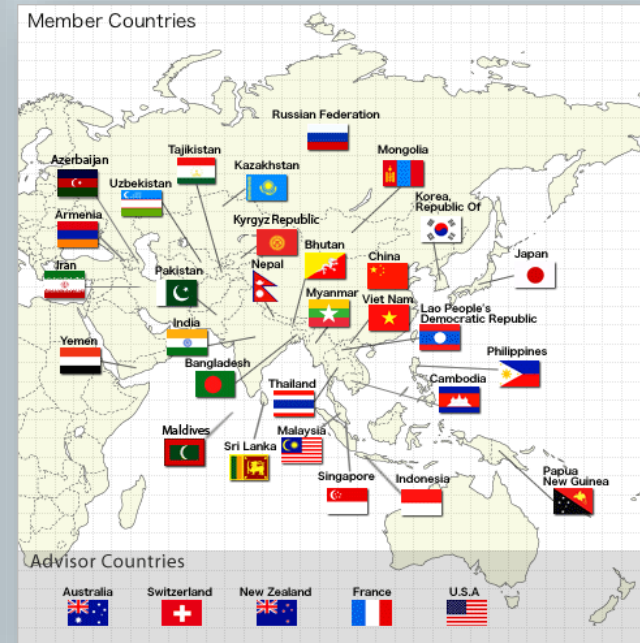 Member Countries
Russian Federation
Tajikistan
Mongolia
Azerbaijan
Kazakhstan
Uzbekistan
Korea,
Republic Of
Armenia
Kyrgyz Republic
Bhutan
China
Japan
Iran
Pakistan
Nepal
Myanmar
Viet Nam
Lao People's
Democratic Republic
India
Yemen
Bangladesh
Philippines
Thailand
Cambodia
Maldives
Malaysia
Sri Lanka
Singapore
Indonesia
Papua
New Guinea
Advisor Countries
Australia
Switzerland
New Zealand
France
U.S.A